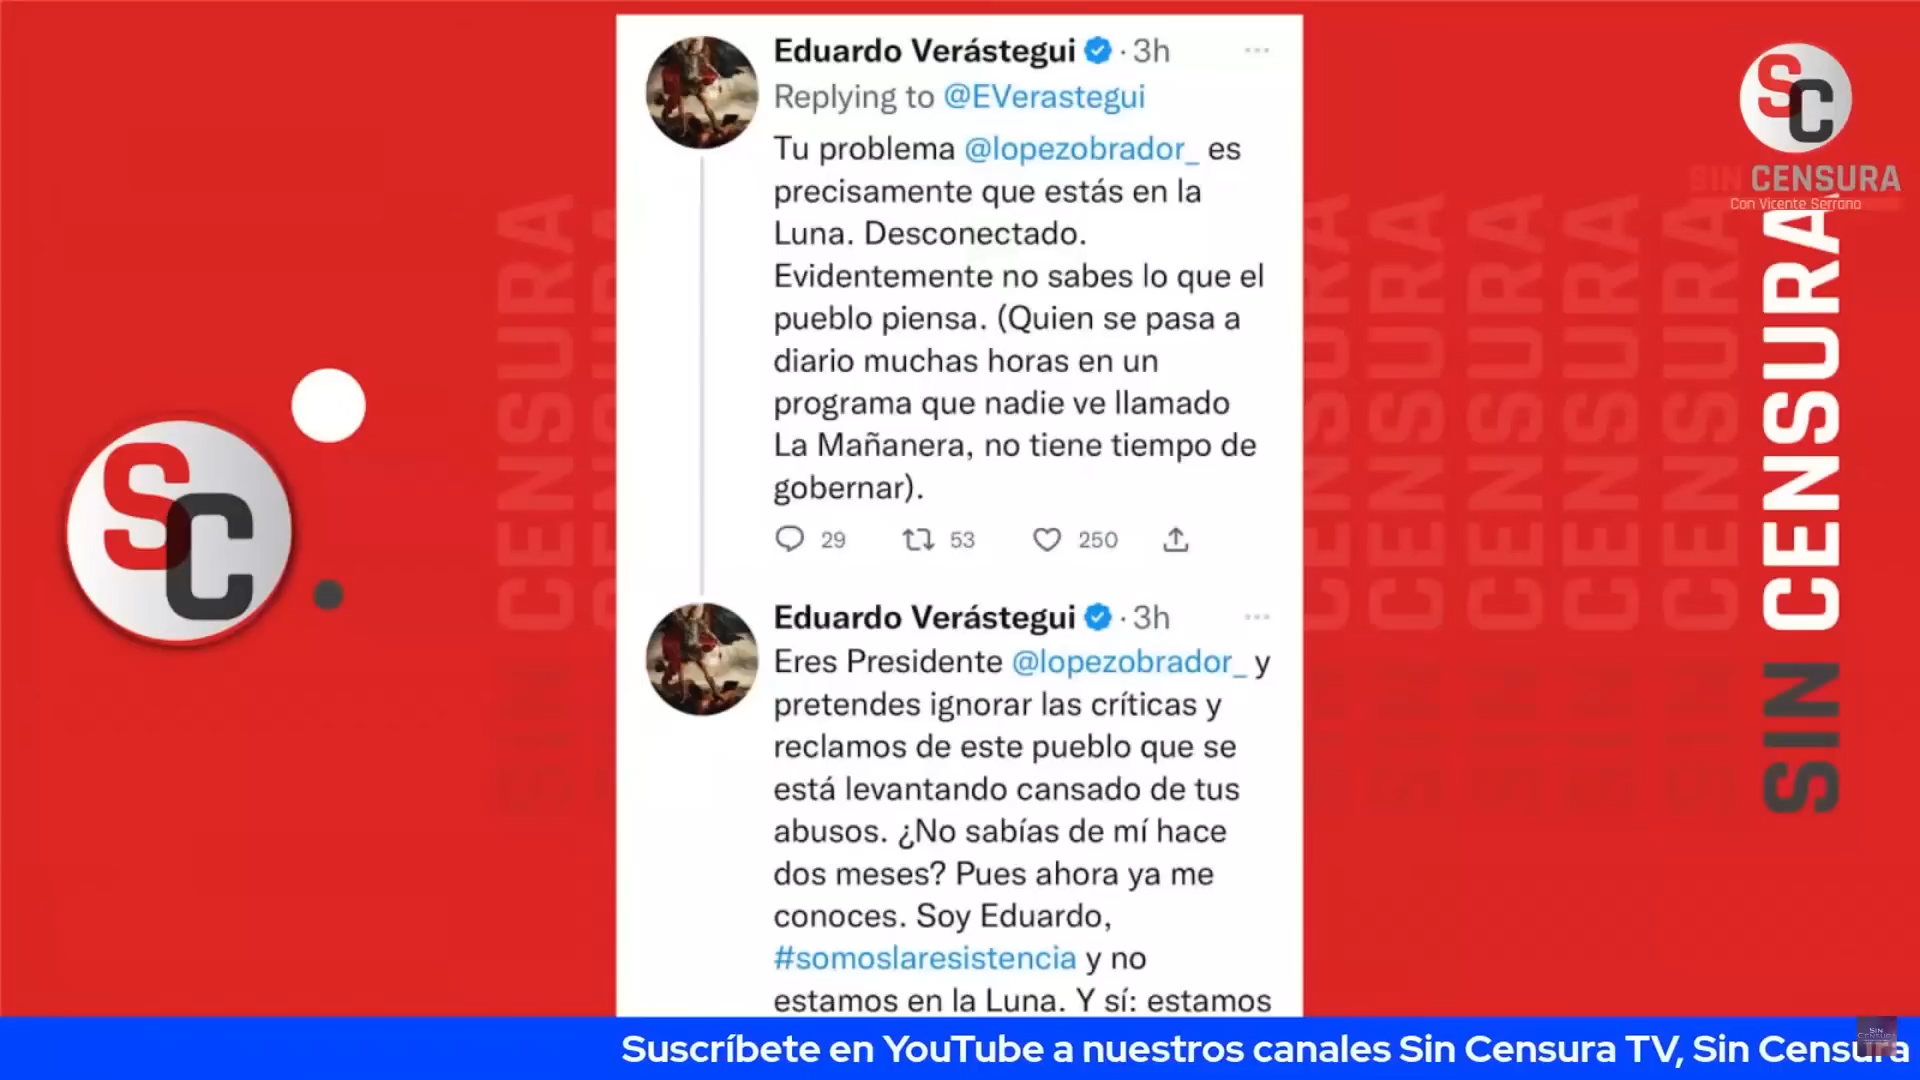 Eduardo Verástegui · 3h
Replying to @EVerastegui
Tu problema @lopezobrador_ es
precisamente que estás en la
Luna. Desconectado.
Evidentemente no sabes lo que el
pueblo piensa. (Quien se pasa a
diario muchas horas en un
programa que nadie ve llamado
La Mañanera, no tiene tiempo de
gobernar).
29 53 250
Eduardo Verástegui · 3h
Eres Presidente @lopezobrador_ y
pretendes ignorar las críticas y
reclamos de este pueblo que se
está levantando cansado de tus
abusos. ¿No sabías de mí hace
dos meses? Pues ahora ya me
conoces. Soy Eduardo,
#somoslaresistencia y no
estamos en la Luna. Y sí: estamos
SC
SC
SIN CENSURA
Con Vicente Serrano
SIN CENSURA
SIN CENSURA
SIN CENSURA
Suscríbete en YouTube a nuestros canales Sin Censura TV, Sin Censura